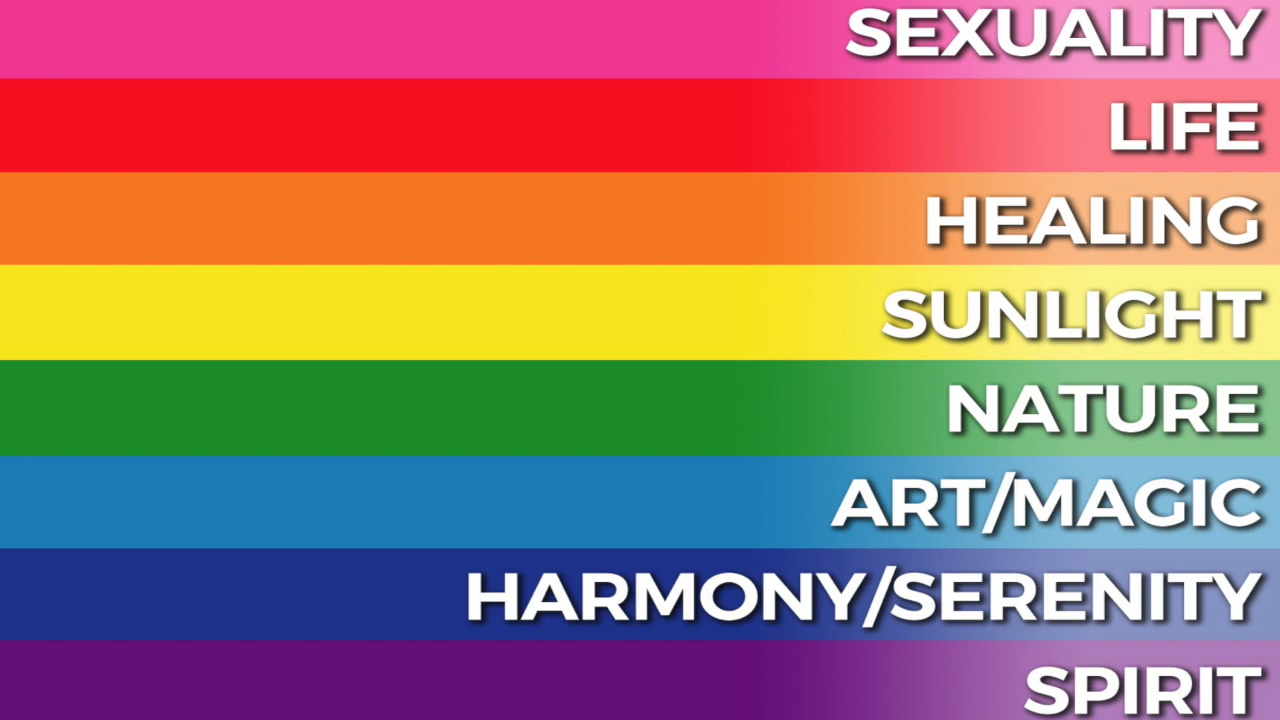 SEXUALITY
LIFE
HEALING
SUNLIGHT
NATURE
ART/MAGIC
HARMONY/SERENITY
SPIRIT